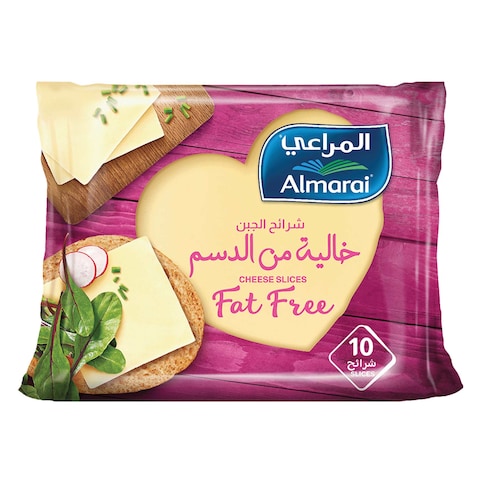 المراعي
Almarai
شرائح الجبن
خالية من الدسم
CHEESE SLICES
Fat Free
10
شرائح
SLICES